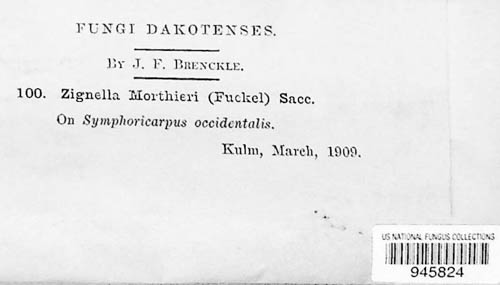 FUNGI DAKOTENSES.
By J. F. Brenckle.
100. Zignella Morthieri (Fuckel) Sacc.
On Symphoricarpus occidentalis.
Kulm, March, 1909.
US NATIONAL FUNGUS COLLECTIONS
945824